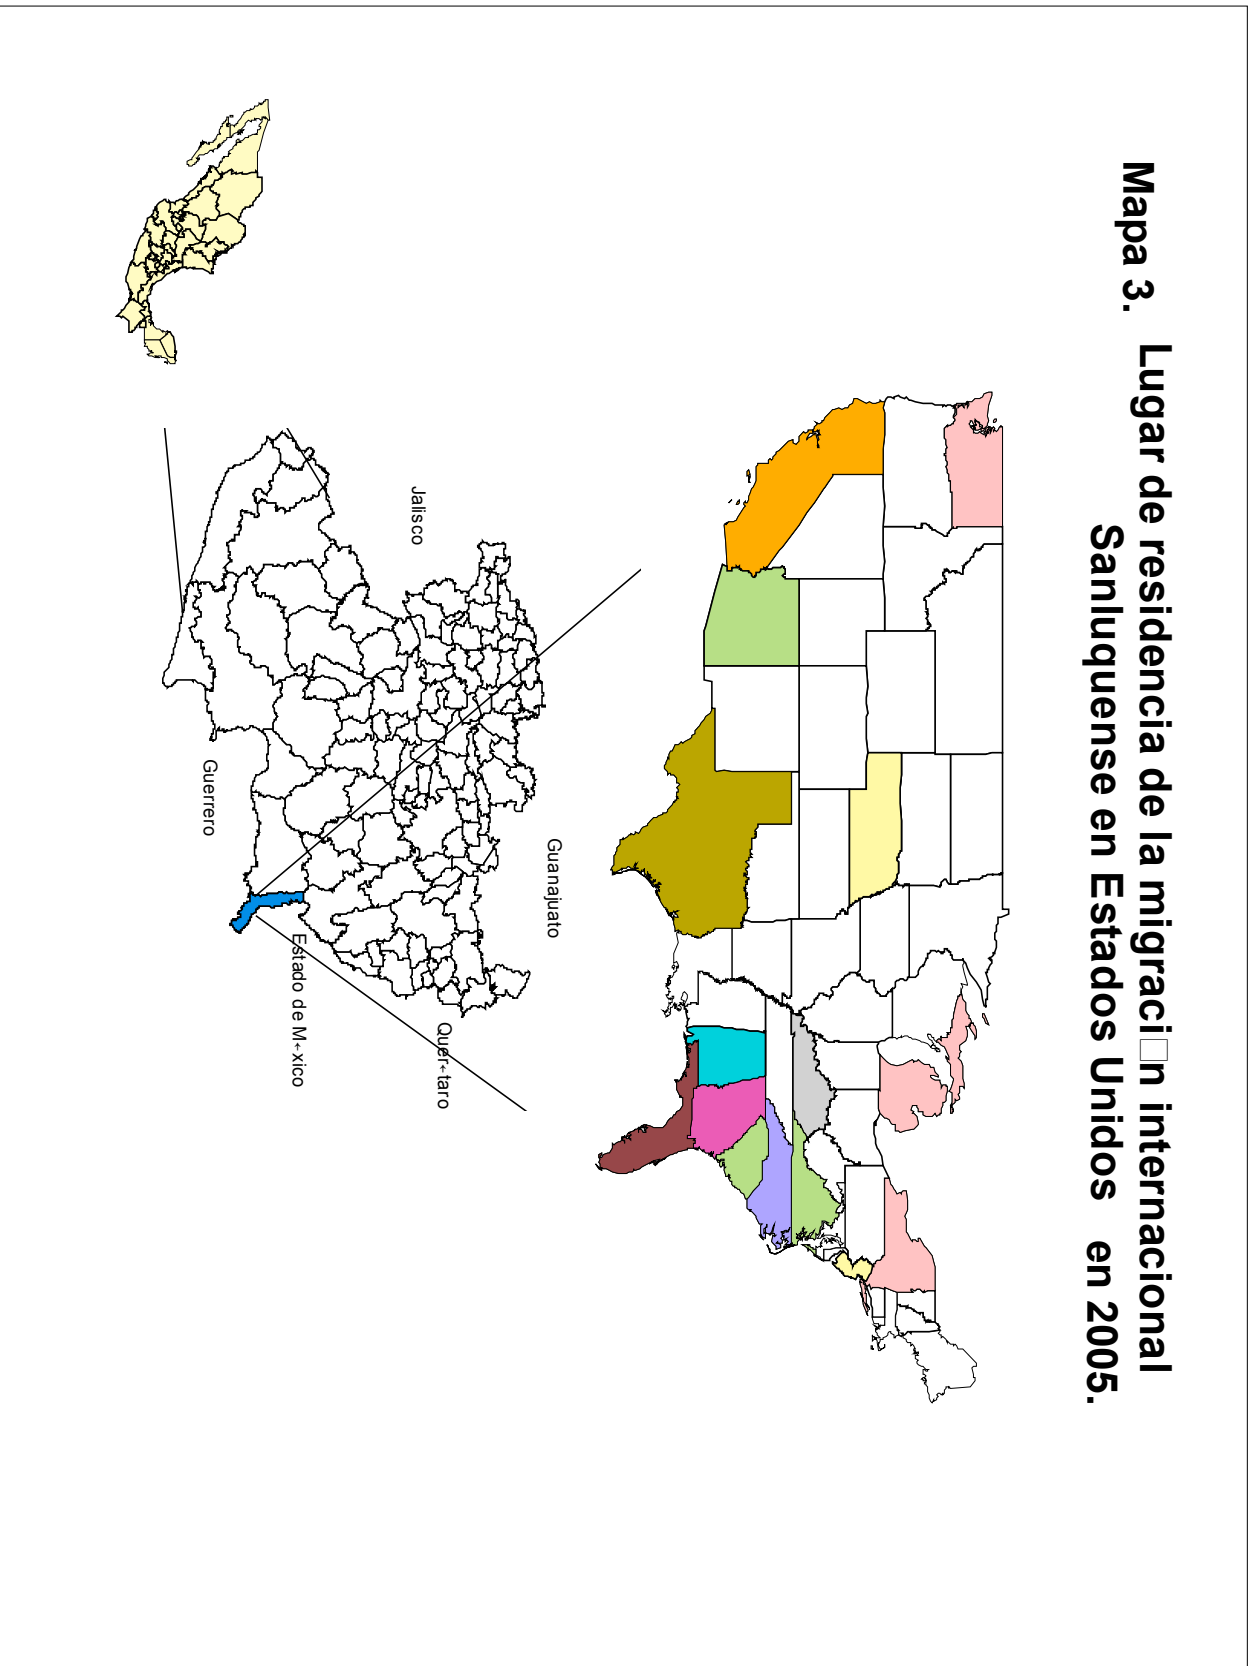 Mapa 3. Lugar de residencia de la migraci□n internacional
Sanluquense en Estados Unidos en 2005.
Jalisco
Guanajuato
Guerrero
Quer←taro
Estado de M←xico